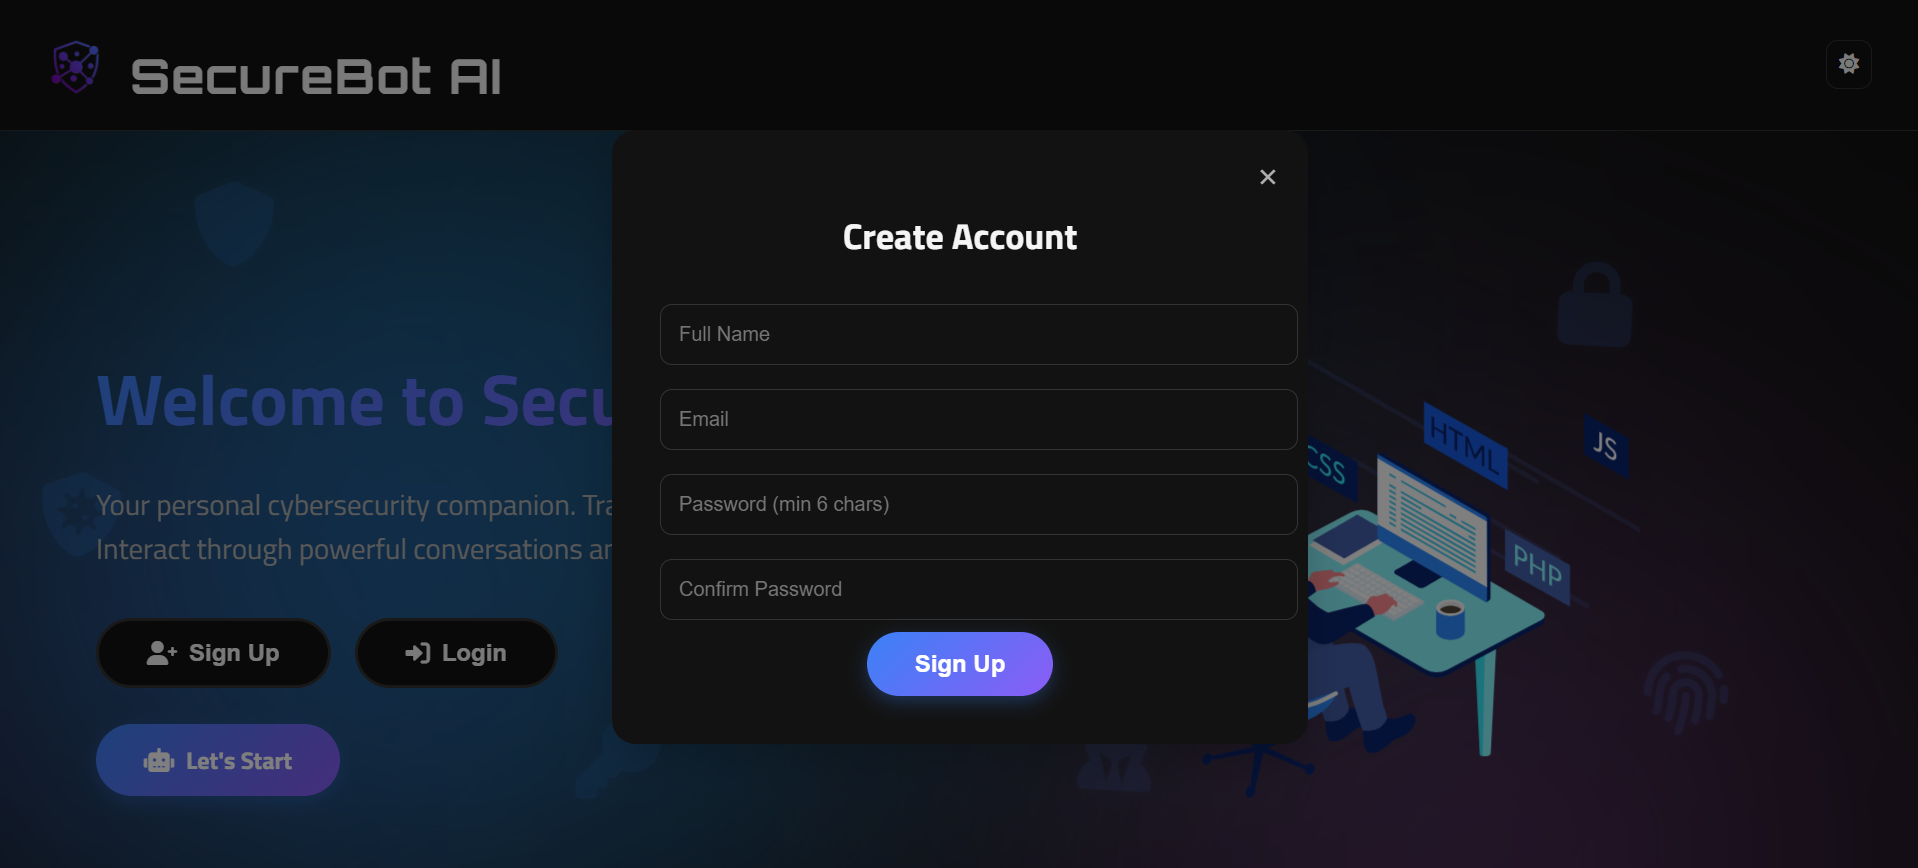 SecureBot AI
Create Account
Full Name
Email
Password (min 6 chars)
Confirm Password
Sign Up
Welcome to Secu
Your personal cybersecurity companion. Tra
Interact through powerful conversations an
Sign Up
Login
Let's Start
CSS
HTML
JS
PHP